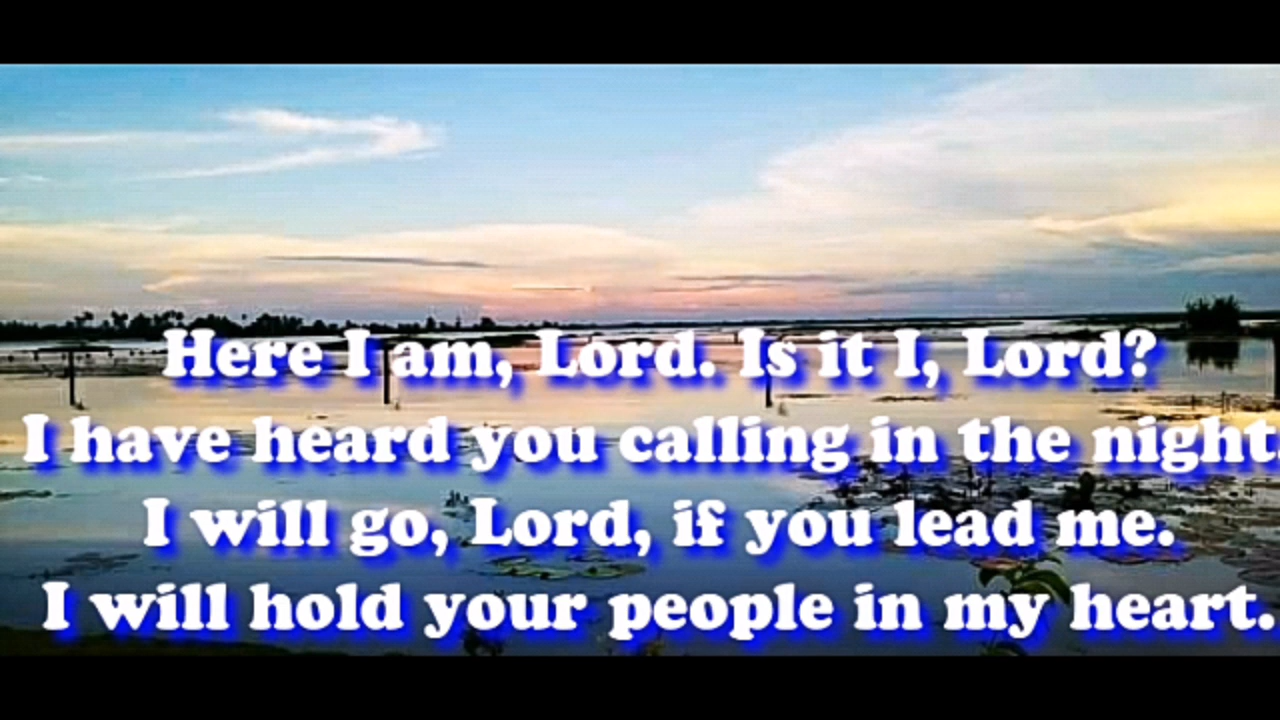 Here I am, Lord. Is it I, Lord?
I have heard you calling in the night.
I will go, Lord, if you lead me.
I will hold your people in my heart.